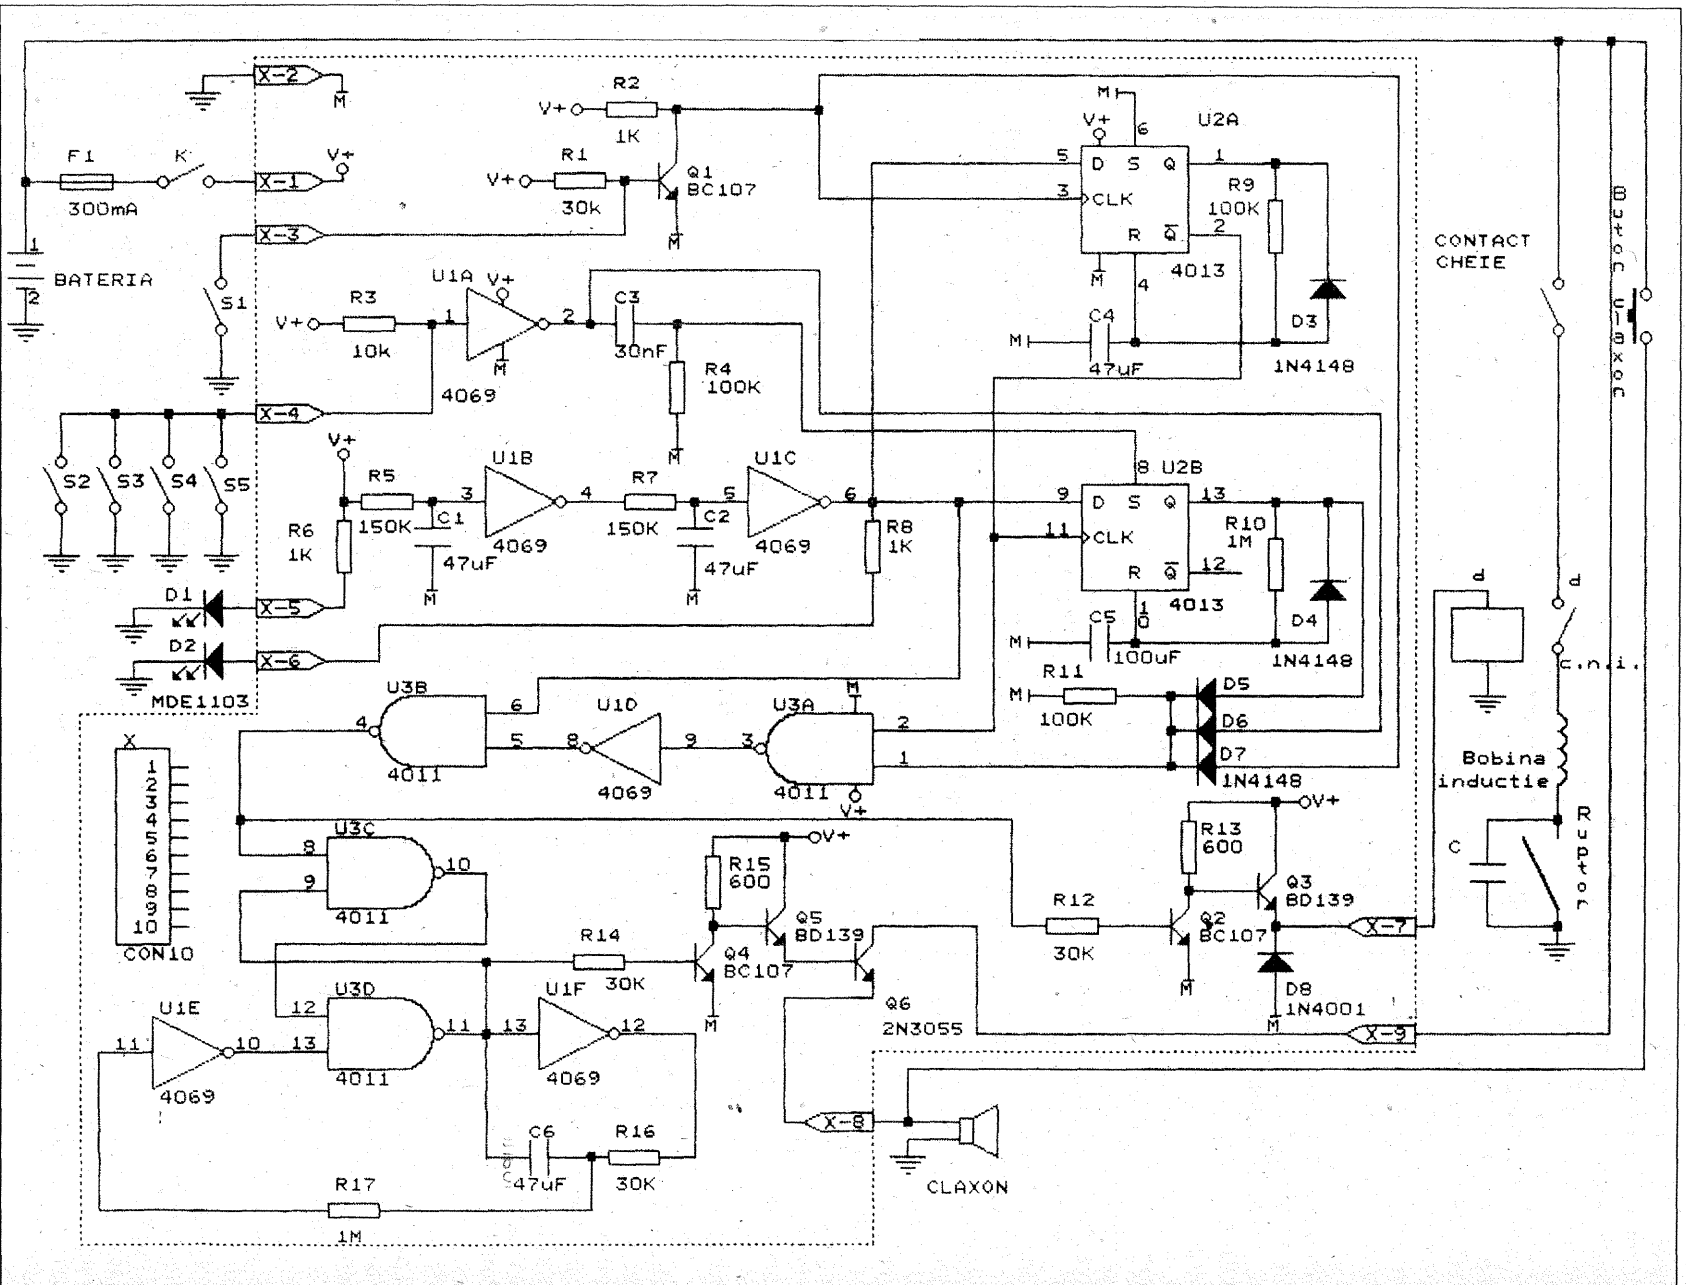 X-2
M
R2
V+
1K
M
6
U2A
V+
F1
K
V+
X-1
300mA
R1
V+
30k
Q1
BC107
M
5
D
S
Q
1
3
CLK
R9
100K
R
Q
2
4013
M
4
X-3
1
BATERIA
2
S1
CONTACT
CHEIE
Buton claxon
U1A
V+
R3
V+
10k
1
2
M
4069
C3
30nF
R4
100K
M
M
C4
47uF
D3
1N4148
X-4
S2
S3
S4
S5
V+
R5
150K
R6
1K
3
C1
47uF
M
U1B
4
4069
R7
150K
5
C2
47uF
M
U1C
6
4069
R8
1K
8
U2B
9
D
S
Q
13
11
CLK
R10
1M
R
Q
12
4013
10
M
C5
100uF
D4
1N4148
D1
X-5
D2
X-6
MDE1103
d
d
c.n.i.
R11
M
100K
D5
D6
D7
1N4148
U3B
4
6
5
4011
U1D
8
9
4069
U3A
M
3
2
1
4011
V+
Bobina
inductie
Ruptor
C
X
1
2
3
4
5
6
7
8
9
10
CON10
U3C
8
9
10
4011
V+
R15
600
Q5
BD139
V+
R13
600
Q3
BD139
R12
30K
Q2
BC107
M
X-7
D8
1N4001
M
R14
30K
Q4
BC107
M
Q6
2N3055
X-9
U1E
11
10
4069
U3D
12
13
11
4011
U1F
13
12
4069
C6
47uF
R16
30K
R17
1M
X-8
CLAXON